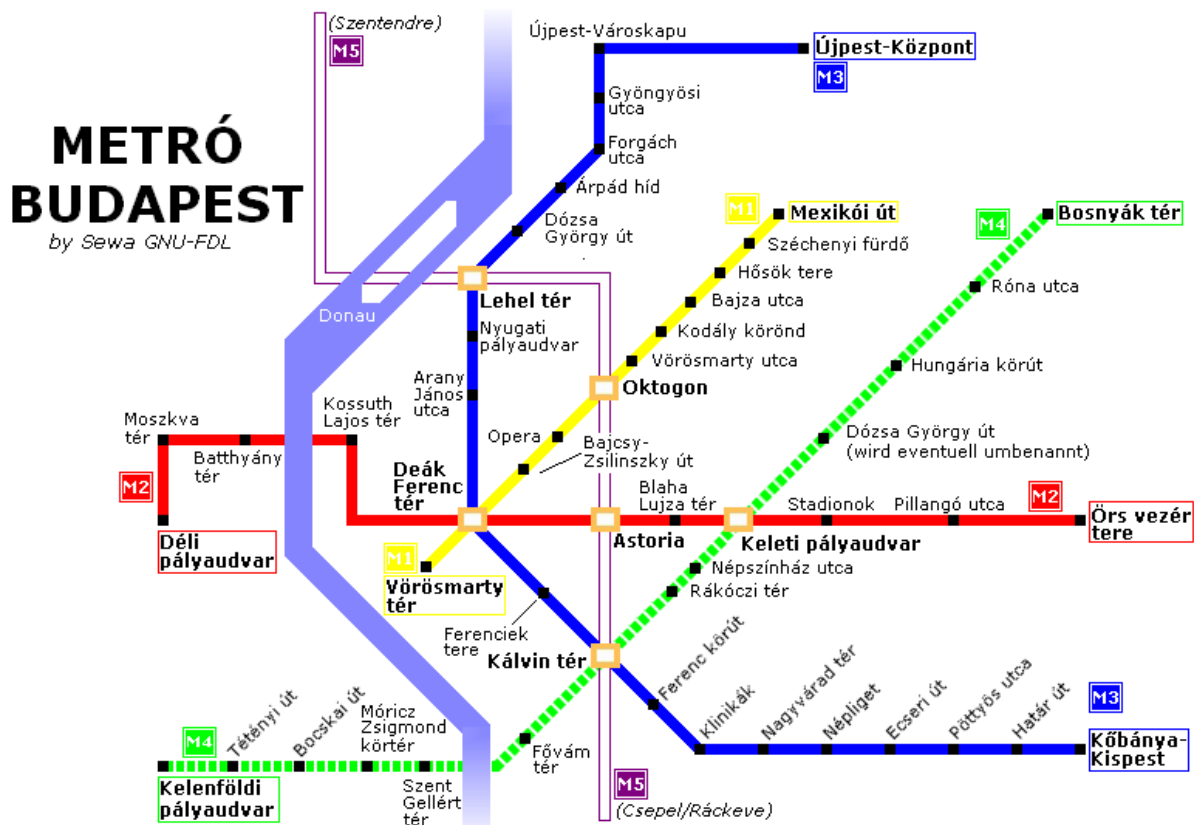 (Szentendre)
M5
Újpest-Városkapu
Újpest-Központ
M3
Gyöngyösi
utca
METRÓ
BUDAPEST
by Sewa GNU-FDL
Forgách
utca
Árpád híd
Dózsa
György út
M1
Mexikói út
M4
Bosnyák tér
Széchenyi fürdő
Hősök tere
Bajza utca
Kodály körönd
Vörösmarty utca
Róna utca
Lehel tér
Donau
Nyugati
pályaudvar
Hungária körút
Arany
János
utca
Oktogon
Moszkva
tér
Kossuth
Lajos tér
Batthyány
tér
Opera
Bajcsy-
Zsilinszky út
Dózsa György út
(wird eventuell umbenannt)
M2
Deák
Ferenc
tér
Blaha
Lujza tér
Stadionok
Pillangó utca
M2
Örs vezér
tere
Déli
pályaudvar
Astoria
Keleti pályaudvar
M1
Vörösmarty
tér
Népszínház utca
Rákóczi tér
Ferenciek
tere
Kálvin tér
Ferenc körút
Klinikák
Nagyvárad tér
Népliget
Ecseri út
Pöttyös utca
Határ út
M3
Kőbánya-
Kispest
M4
Tétényi út
Bocskai út
Móricz
Zsigmond
körtér
Fővám
tér
Kelenföldi
pályaudvar
Szent
Gellért
tér
M5
(Csepel/Ráckeve)